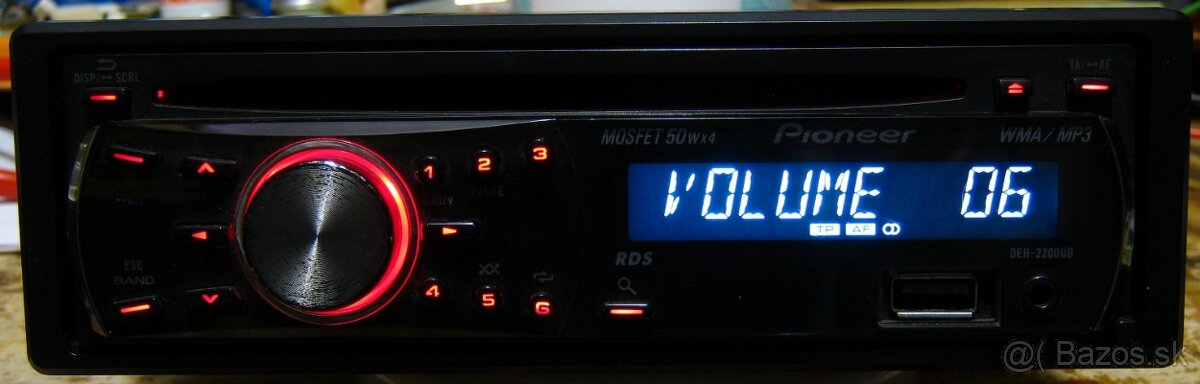 DISP/↔ SCRL
TA/↔AF
MOSFET 50Wx4 Pioneer WMA/MP3
1 2 3
PAUSE
VOLUME 06
TP AF
ESC
BAND
RDS
DEH-2200UB
4 5 6
@( Bazos.sk